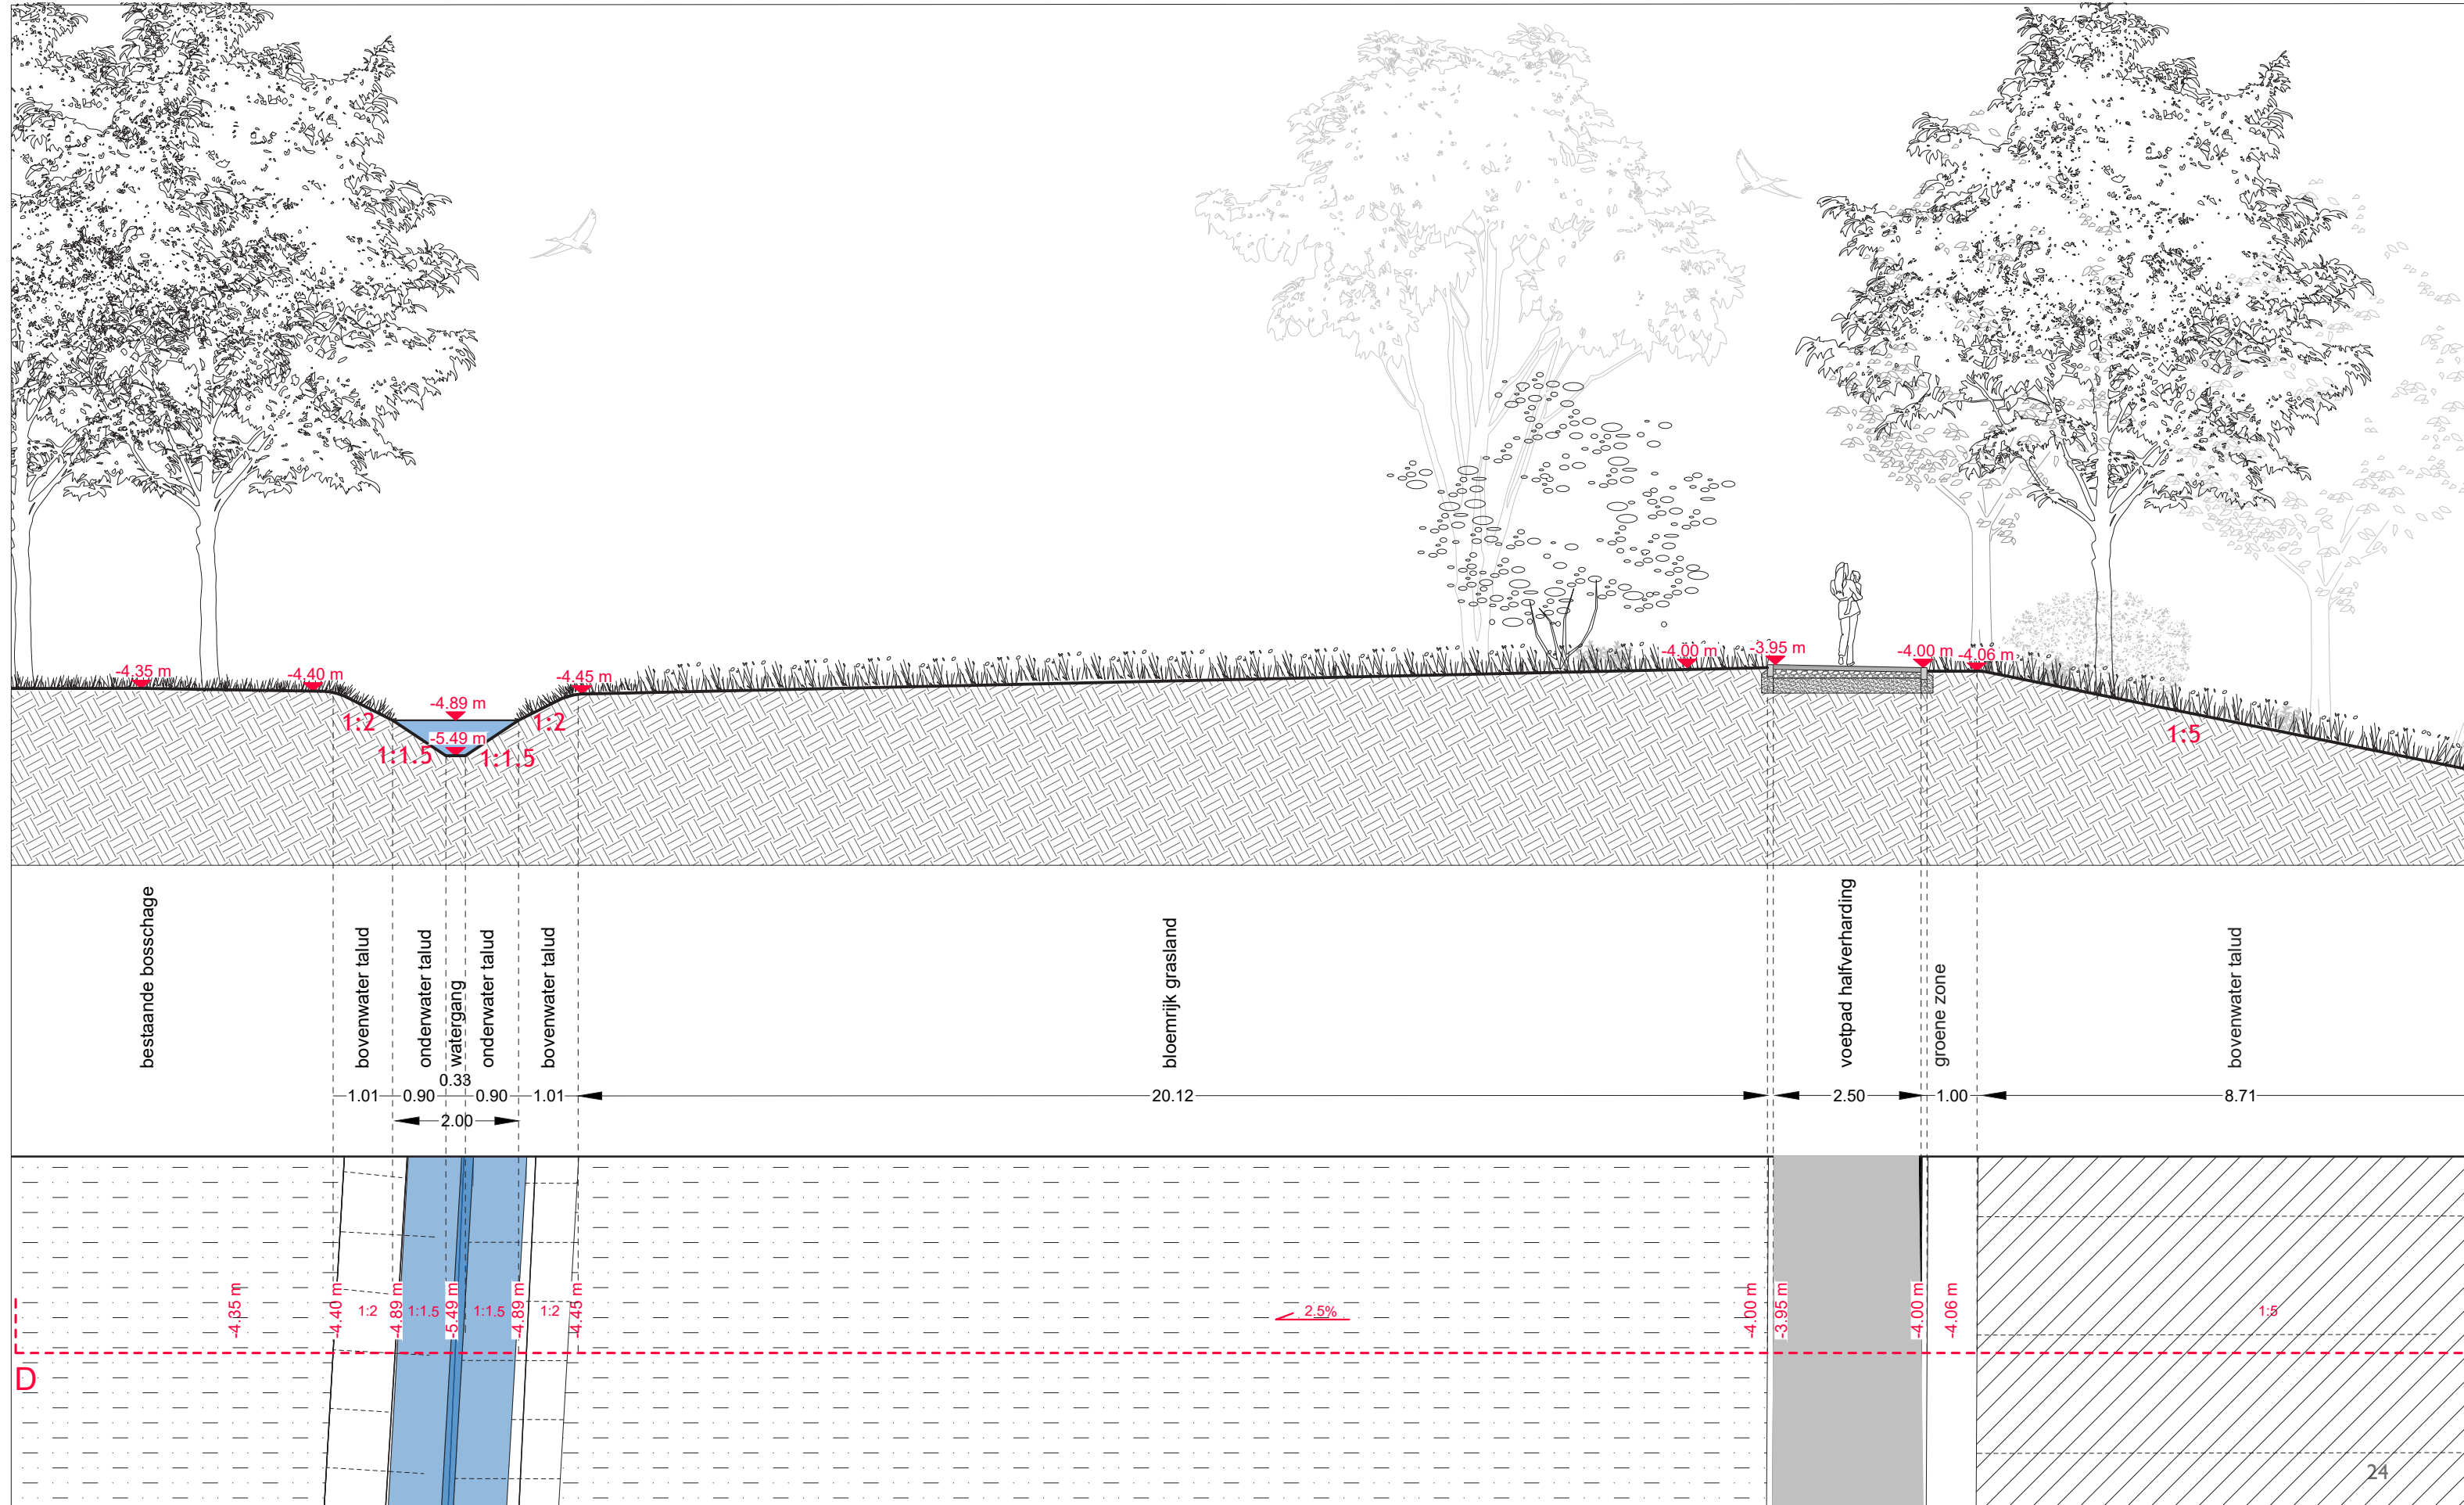 -4.35 m
-4.40 m
-4.89 m
-5.49 m
-4.45 m
-4.00 m
-3.95 m
-4.00 m
-4.06 m
1:2
1:1.5
1:1.5
1:2
1:5
bestaande bosschage
bovenwater talud
onderwater talud
watergang
onderwater talud
bovenwater talud
bloemrijk grasland
voetpad halfverharding
groene zone
bovenwater talud
1.01
0.90
0.33
0.90
1.01
20.12
2.50
1.00
8.71
2.00
-4.35 m
-4.40 m
1:2
-4.89 m
1:1.5
-5.49 m
1:1.5
-4.89 m
1:2
-4.45 m
2.5%
-4.00 m
-3.95 m
-4.00 m
-4.06 m
1:5
D
24